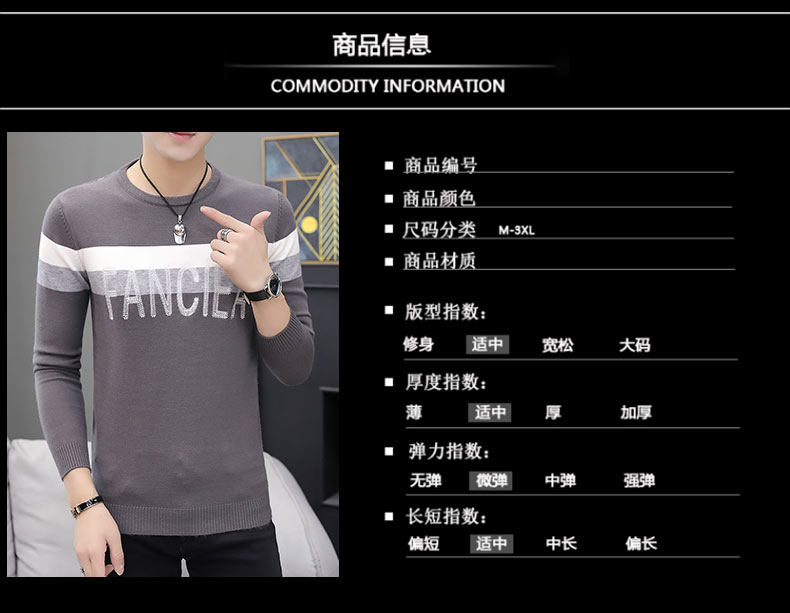 商品信息
COMMODITY INFORMATION
FANCIEA
商品编号
商品颜色
尺码分类 M-3XL
商品材质
版型指数:
修身 适中 宽松 大码
厚度指数:
薄 适中 厚 加厚
弹力指数:
无弹 微弹 中弹 强弹
长短指数:
偏短 适中 中长 偏长